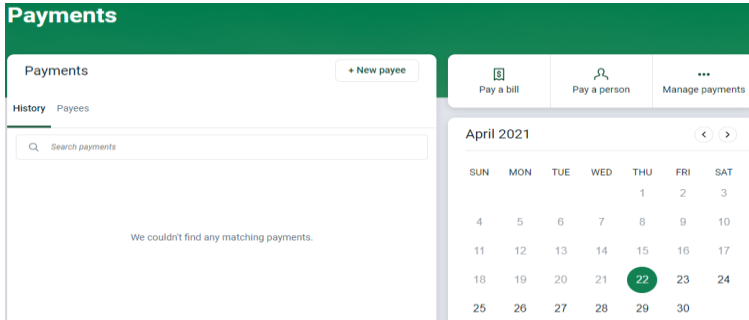 Payments
Payments
+ New payee
History Payees
Search payments
We couldn't find any matching payments.
Pay a bill
Pay a person
Manage payments
April 2021
SUN MON TUE WED THU FRI SAT
1 2 3
4 5 6 7 8 9 10
11 12 13 14 15 16 17
18 19 20 21 22 23 24
25 26 27 28 29 30